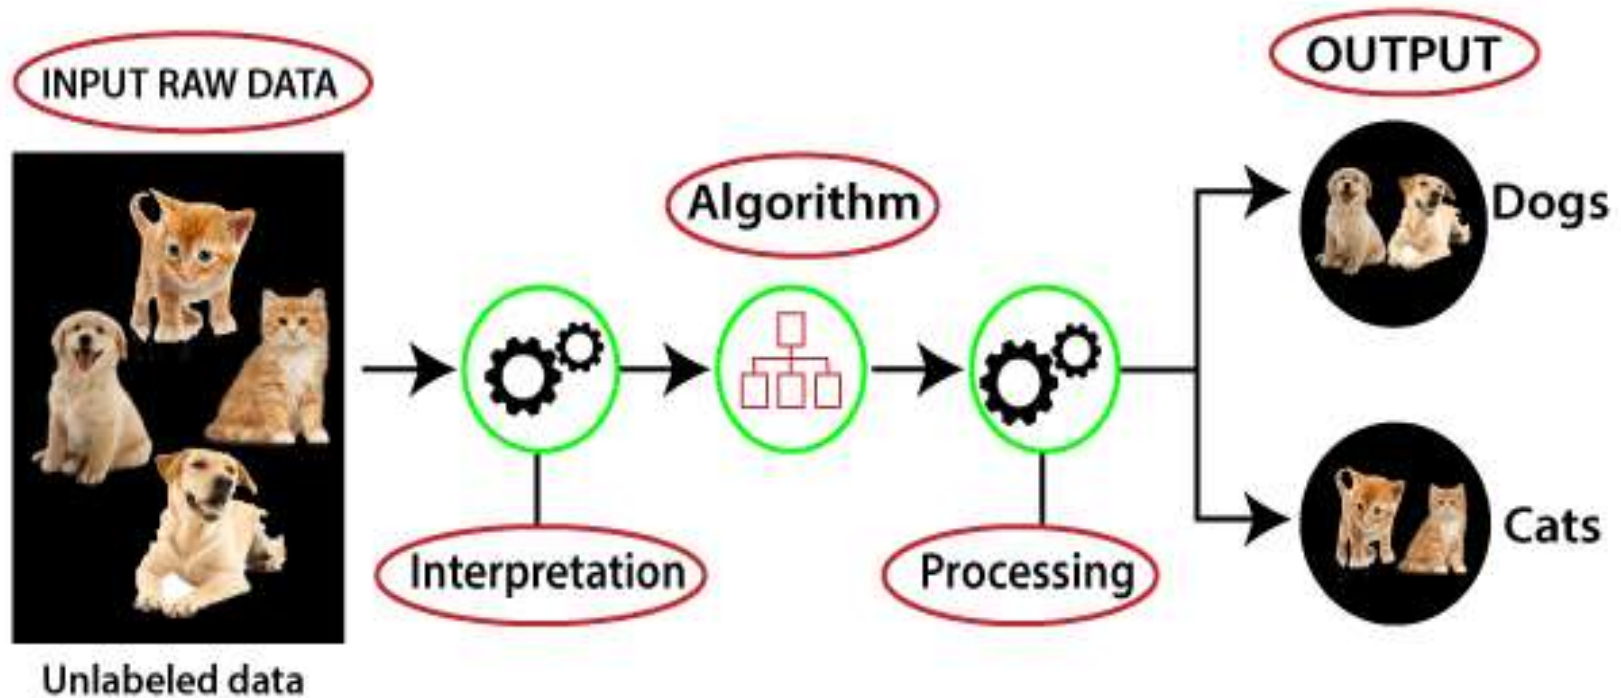 INPUT RAW DATA
Unlabeled data
Interpretation
Algorithm
Processing
OUTPUT
Dogs
Cats